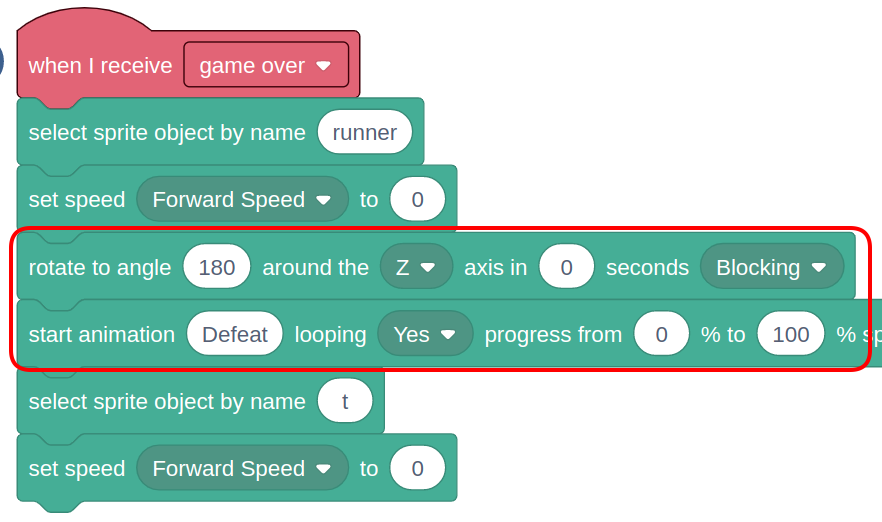 when I receive game over
select sprite object by name runner
set speed Forward Speed to 0
rotate to angle 180 around the Z axis in 0 seconds Blocking
start animation Defeat looping Yes progress from 0 % to 100 %
select sprite object by name t
set speed Forward Speed to 0